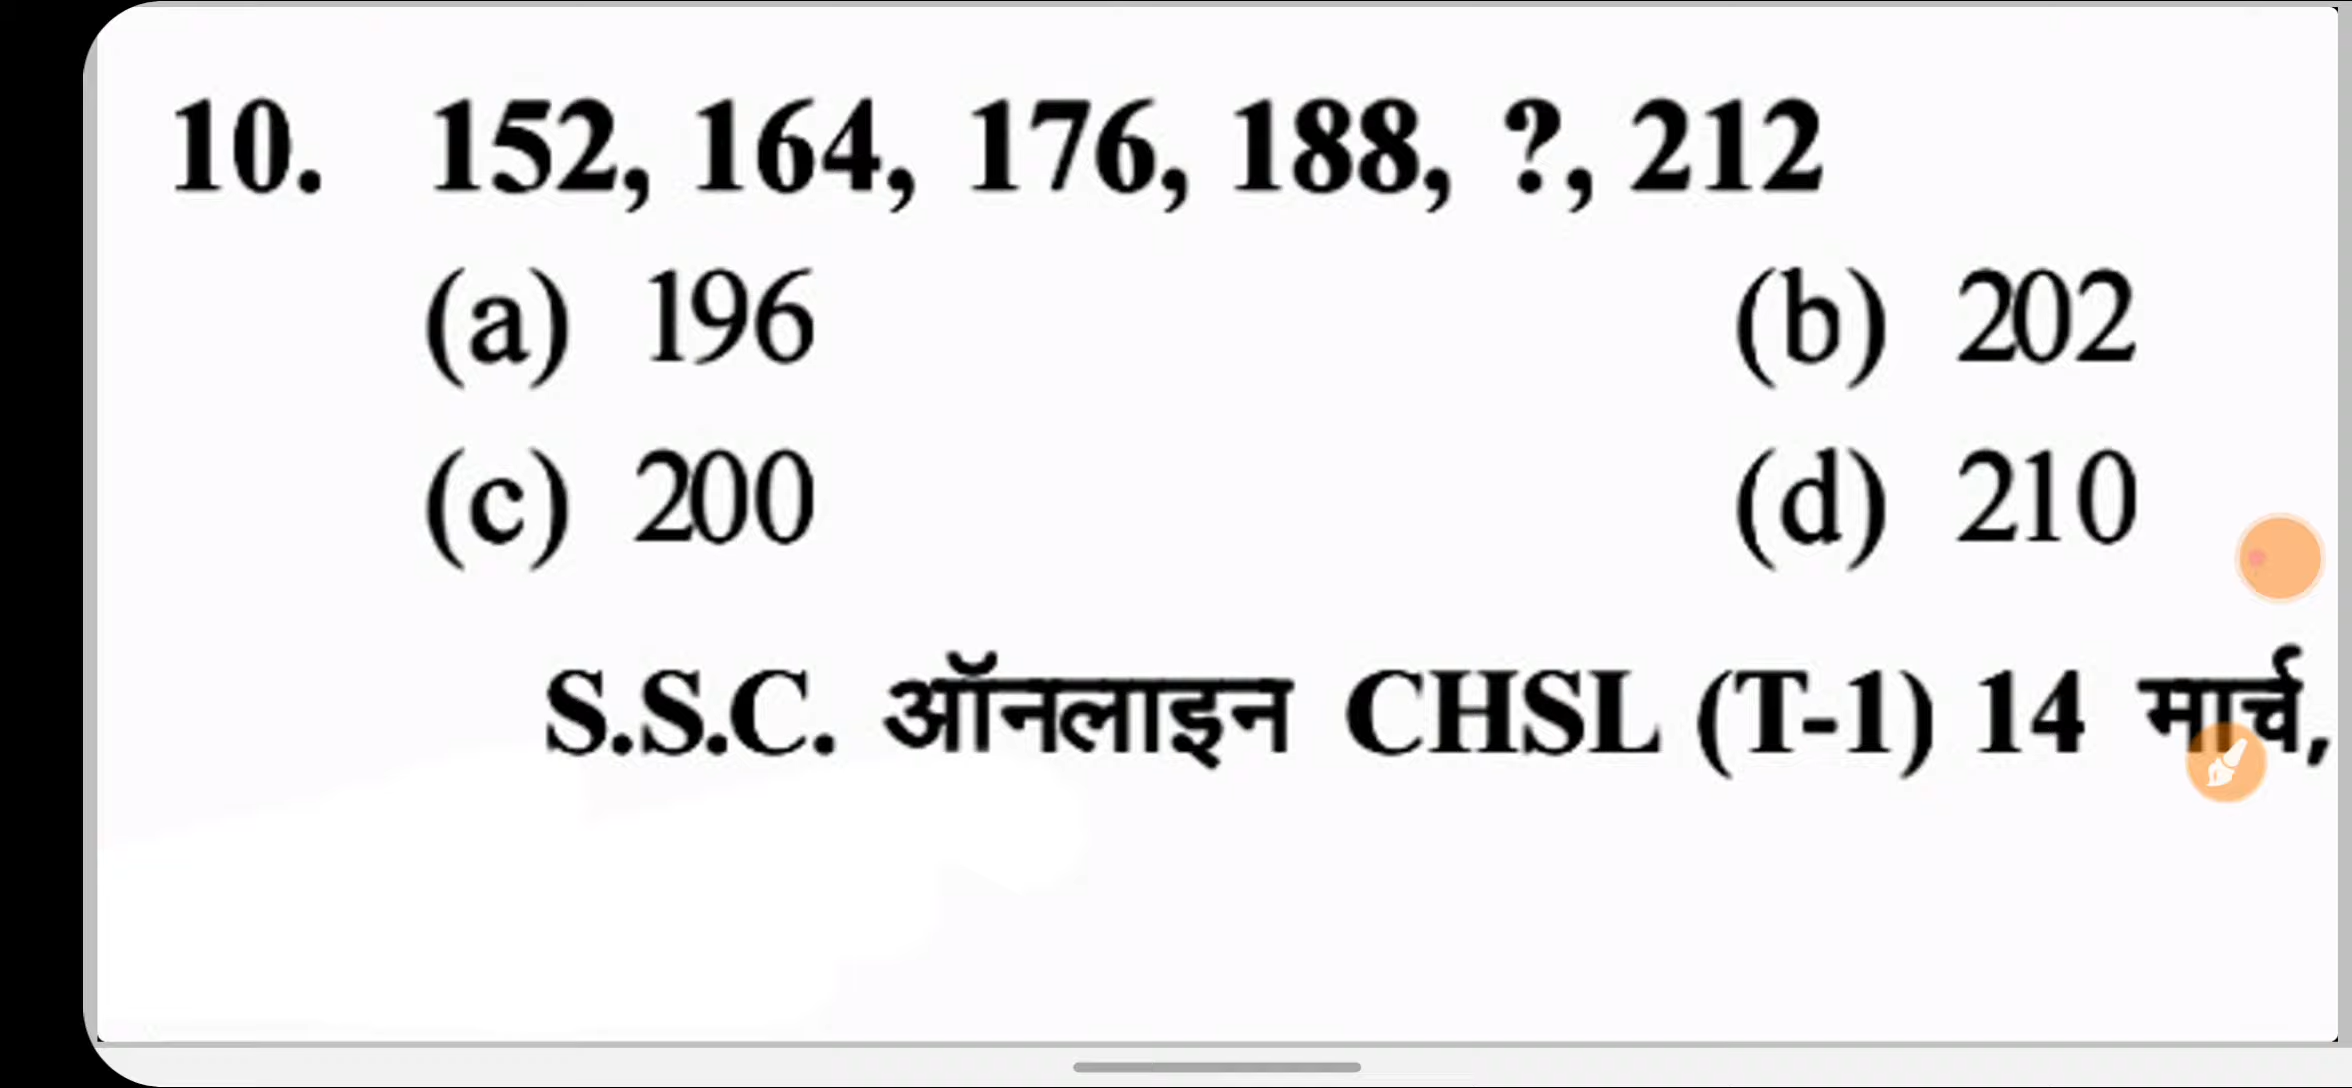 10. 152, 164, 176, 188, ?, 212
(a) 196 (b) 202
(c) 200 (d) 210
S.S.C. ऑनलाइन CHSL (T-1) 14 मार्च,